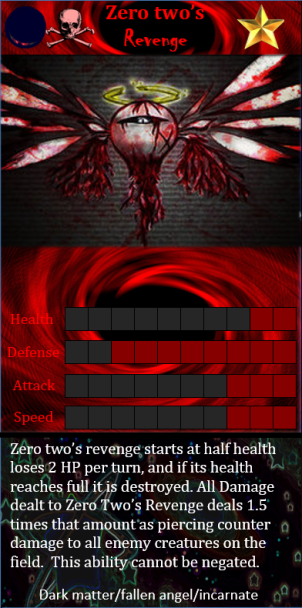 Zero two's
Revenge
Health
Defense
Attack
Speed
Zero two's revenge starts at half health
loses 2 HP per turn, and if its health
reaches full it is destroyed. All Damage
dealt to Zero Two's Revenge deals 1.5
times that amount as piercing counter
damage to all enemy creatures on the
field.  This ability cannot be negated.
Dark matter/fallen angel/incarnate